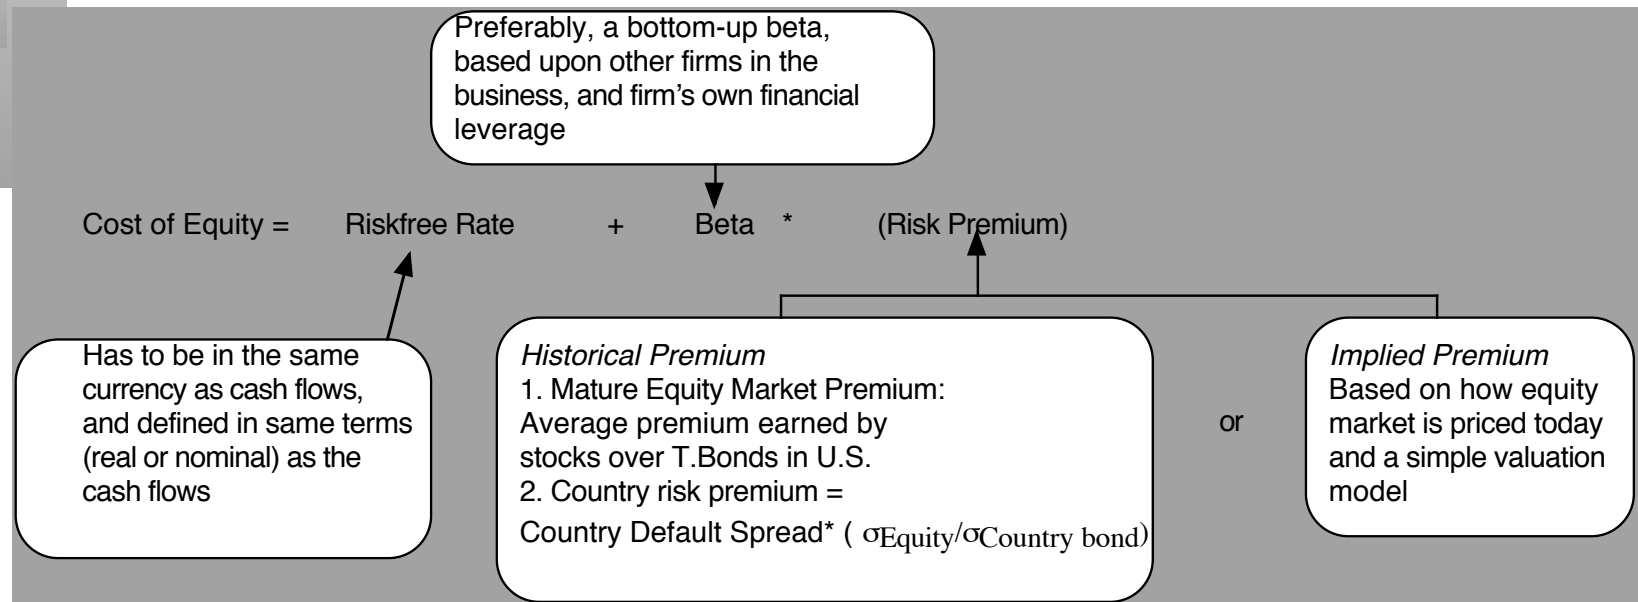 Preferably, a bottom-up beta,
based upon other firms in the
business, and firm's own financial
leverage
Cost of Equity = Riskfree Rate + Beta * (Risk Premium)
Has to be in the same
currency as cash flows,
and defined in same terms
(real or nominal) as the
cash flows
Historical Premium
1. Mature Equity Market Premium:
Average premium earned by
stocks over T.Bonds in U.S.
2. Country risk premium =
Country Default Spread* ( σEquity/σCountry bond)
or
Implied Premium
Based on how equity
market is priced today
and a simple valuation
model